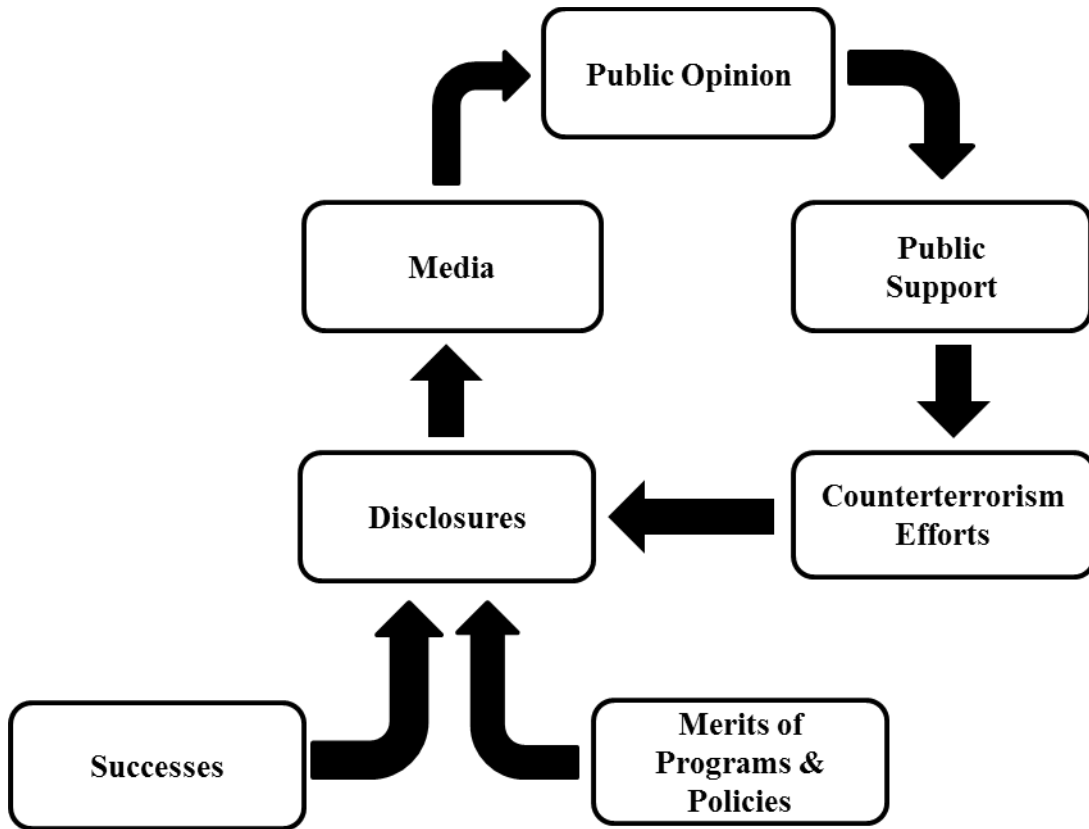 Public Opinion
Media
Public
Support
Disclosures
Counterterrorism
Efforts
Successes
Merits of
Programs &
Policies